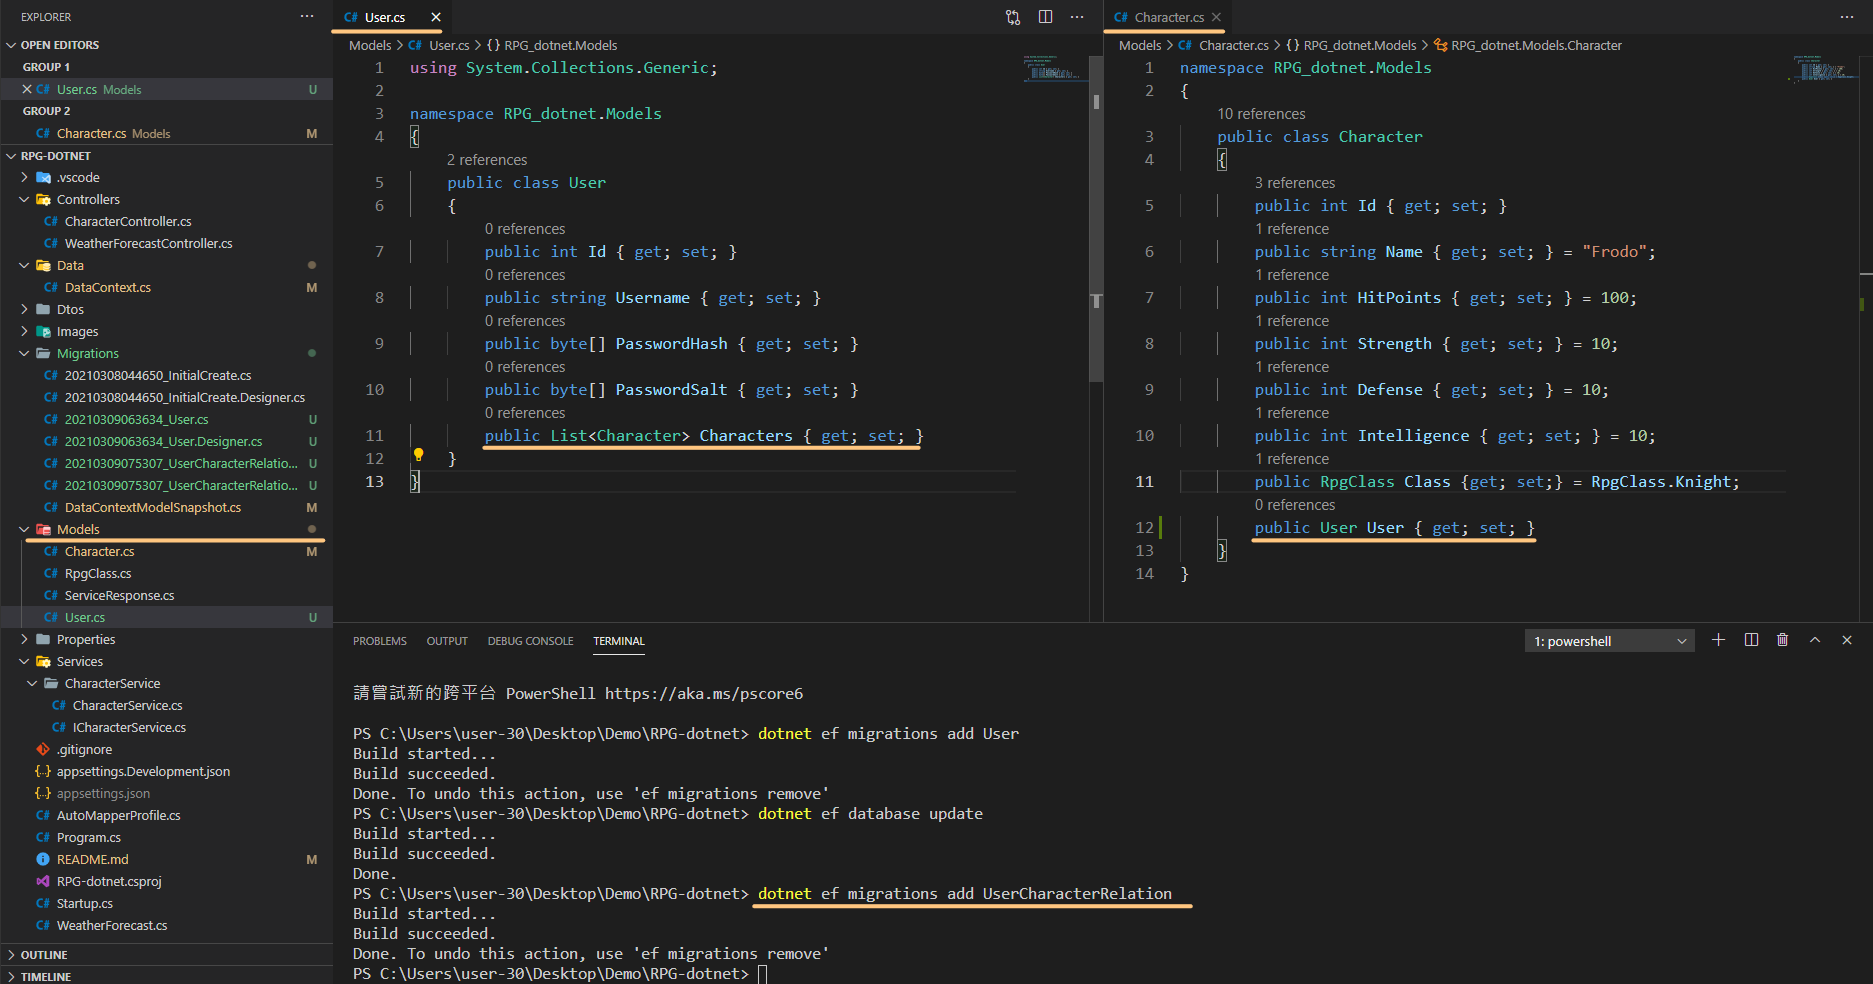 EXPLORER
OPEN EDITORS
GROUP 1
C# User.cs Models U
GROUP 2
C# Character.cs Models M
RPG-DOTNET
.vscode
Controllers
C# CharacterController.cs
C# WeatherForecastController.cs
Data
C# DataContext.cs M
Dtos
Images
Migrations
C# 20210308044650_InitialCreate.cs
C# 20210308044650_InitialCreate.Designer.cs
C# 20210309063634_User.cs U
C# 20210309063634_User.Designer.cs U
C# 20210309075307_UserCharacterRelatio... U
C# 20210309075307_UserCharacterRelatio... U
C# DataContextModelSnapshot.cs M
Models
C# Character.cs M
C# RpgClass.cs
C# ServiceResponse.cs
C# User.cs U
Properties
Services
CharacterService
C# CharacterService.cs
C# ICharacterService.cs
.gitignore
{..} appsettings.Development.json
{..} appsettings.json
C# AutoMapperProfile.cs
C# Program.cs
README.md M
RPG-dotnet.csproj
C# Startup.cs
C# WeatherForecast.cs
OUTLINE
TIMELINE
C# User.cs
Models > C# User.cs > {} RPG_dotnet.Models
1 using System.Collections.Generic;
2
3 namespace RPG_dotnet.Models
4 {
2 references
5 public class User
6 {
0 references
7 public int Id { get; set; }
0 references
8 public string Username { get; set; }
0 references
9 public byte[] PasswordHash { get; set; }
0 references
10 public byte[] PasswordSalt { get; set; }
0 references
11 public List<Character> Characters { get; set; }
12 }
13 }
C# Character.cs
Models > C# Character.cs > {} RPG_dotnet.Models > RPG_dotnet.Models.Character
1 namespace RPG_dotnet.Models
2 {
10 references
3 public class Character
4 {
3 references
5 public int Id { get; set; }
1 reference
6 public string Name { get; set; } = "Frodo";
1 reference
7 public int HitPoints { get; set; } = 100;
1 reference
8 public int Strength { get; set; } = 10;
1 reference
9 public int Defense { get; set; } = 10;
1 reference
10 public int Intelligence { get; set; } = 10;
1 reference
11 public RpgClass Class {get; set;} = RpgClass.Knight;
0 references
12 public User User { get; set; }
13 }
14 }
PROBLEMS OUTPUT DEBUG CONSOLE TERMINAL
1: powershell
請嘗試新的跨平台 PowerShell https://aka.ms/pscore6
PS C:\Users\user-30\Desktop\Demo\RPG-dotnet> dotnet ef migrations add User
Build started...
Build succeeded.
Done. To undo this action, use 'ef migrations remove'
PS C:\Users\user-30\Desktop\Demo\RPG-dotnet> dotnet ef database update
Build started...
Build succeeded.
Done.
PS C:\Users\user-30\Desktop\Demo\RPG-dotnet> dotnet ef migrations add UserCharacterRelation
Build started...
Build succeeded.
Done. To undo this action, use 'ef migrations remove'
PS C:\Users\user-30\Desktop\Demo\RPG-dotnet>